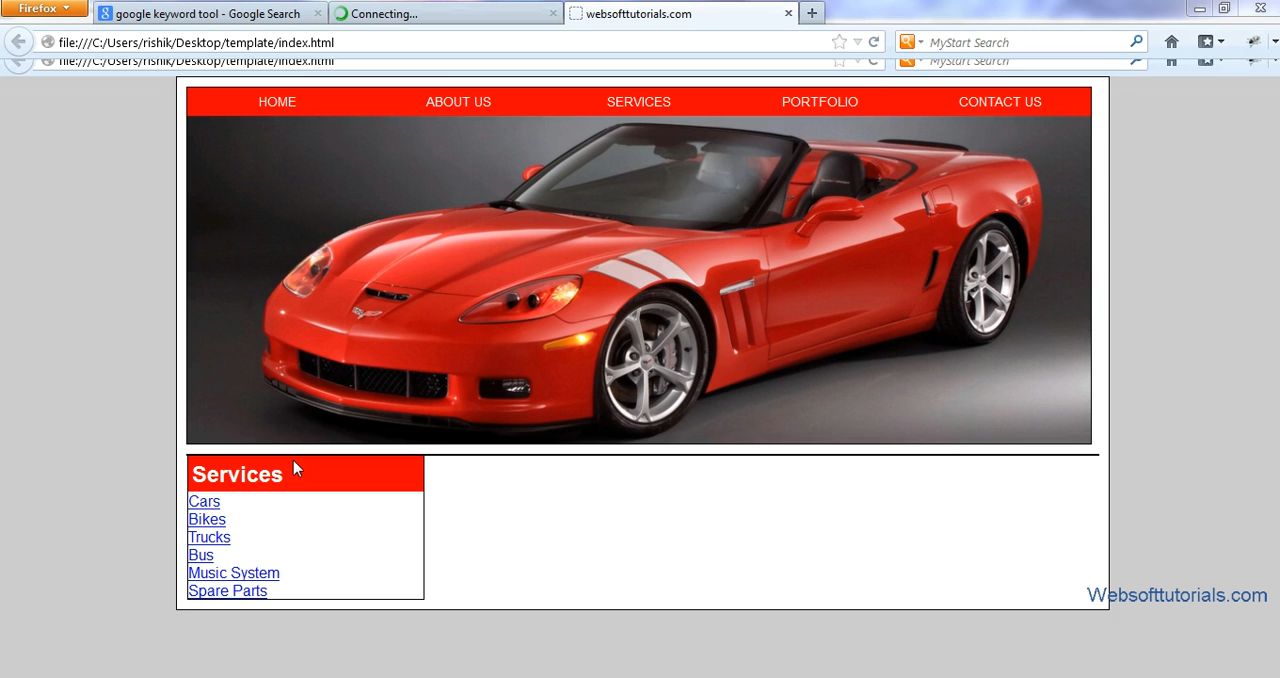 Firefox
google keyword tool - Google Search
Connecting...
websofttutorials.com
file:///C:/Users/rishik/Desktop/template/index.html
MyStart Search
file:///C:/Users/rishik/Desktop/template/index.html
MyStart Search
HOME ABOUT US SERVICES PORTFOLIO CONTACT US
Services
Cars
Bikes
Trucks
Bus
Music System
Spare Parts
Websofttutorials.com